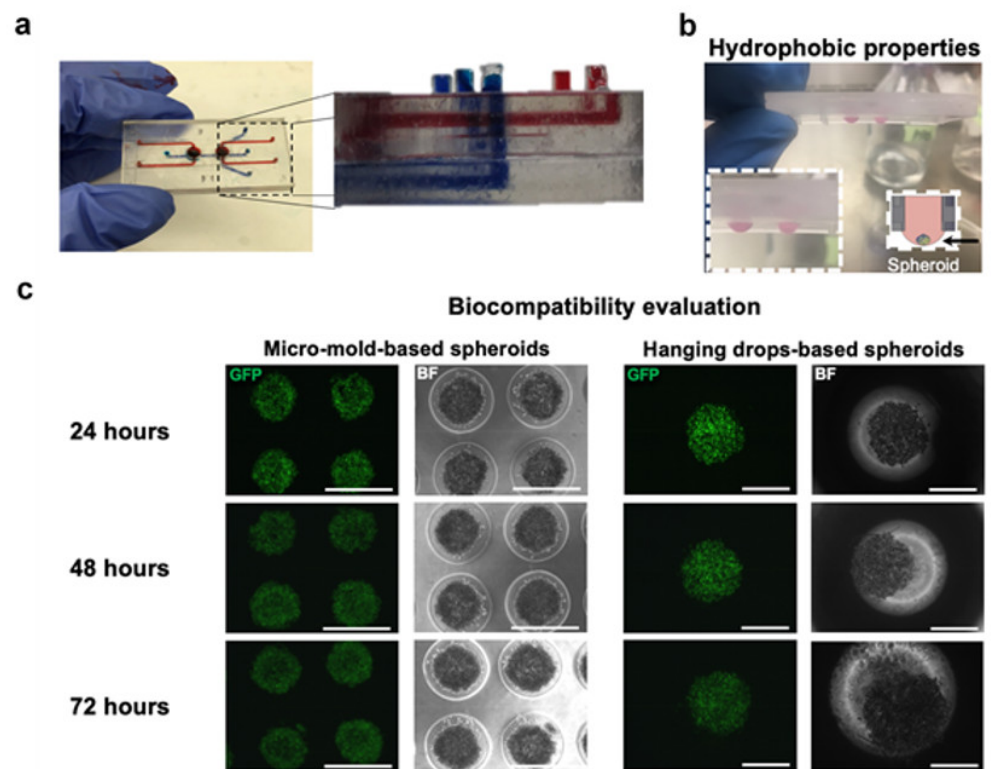 a
b
Hydrophobic properties
Spheroid
c
Biocompatibility evaluation
Micro-mold-based spheroids
Hanging drops-based spheroids
GFP
BF
GFP
BF
24 hours
48 hours
72 hours